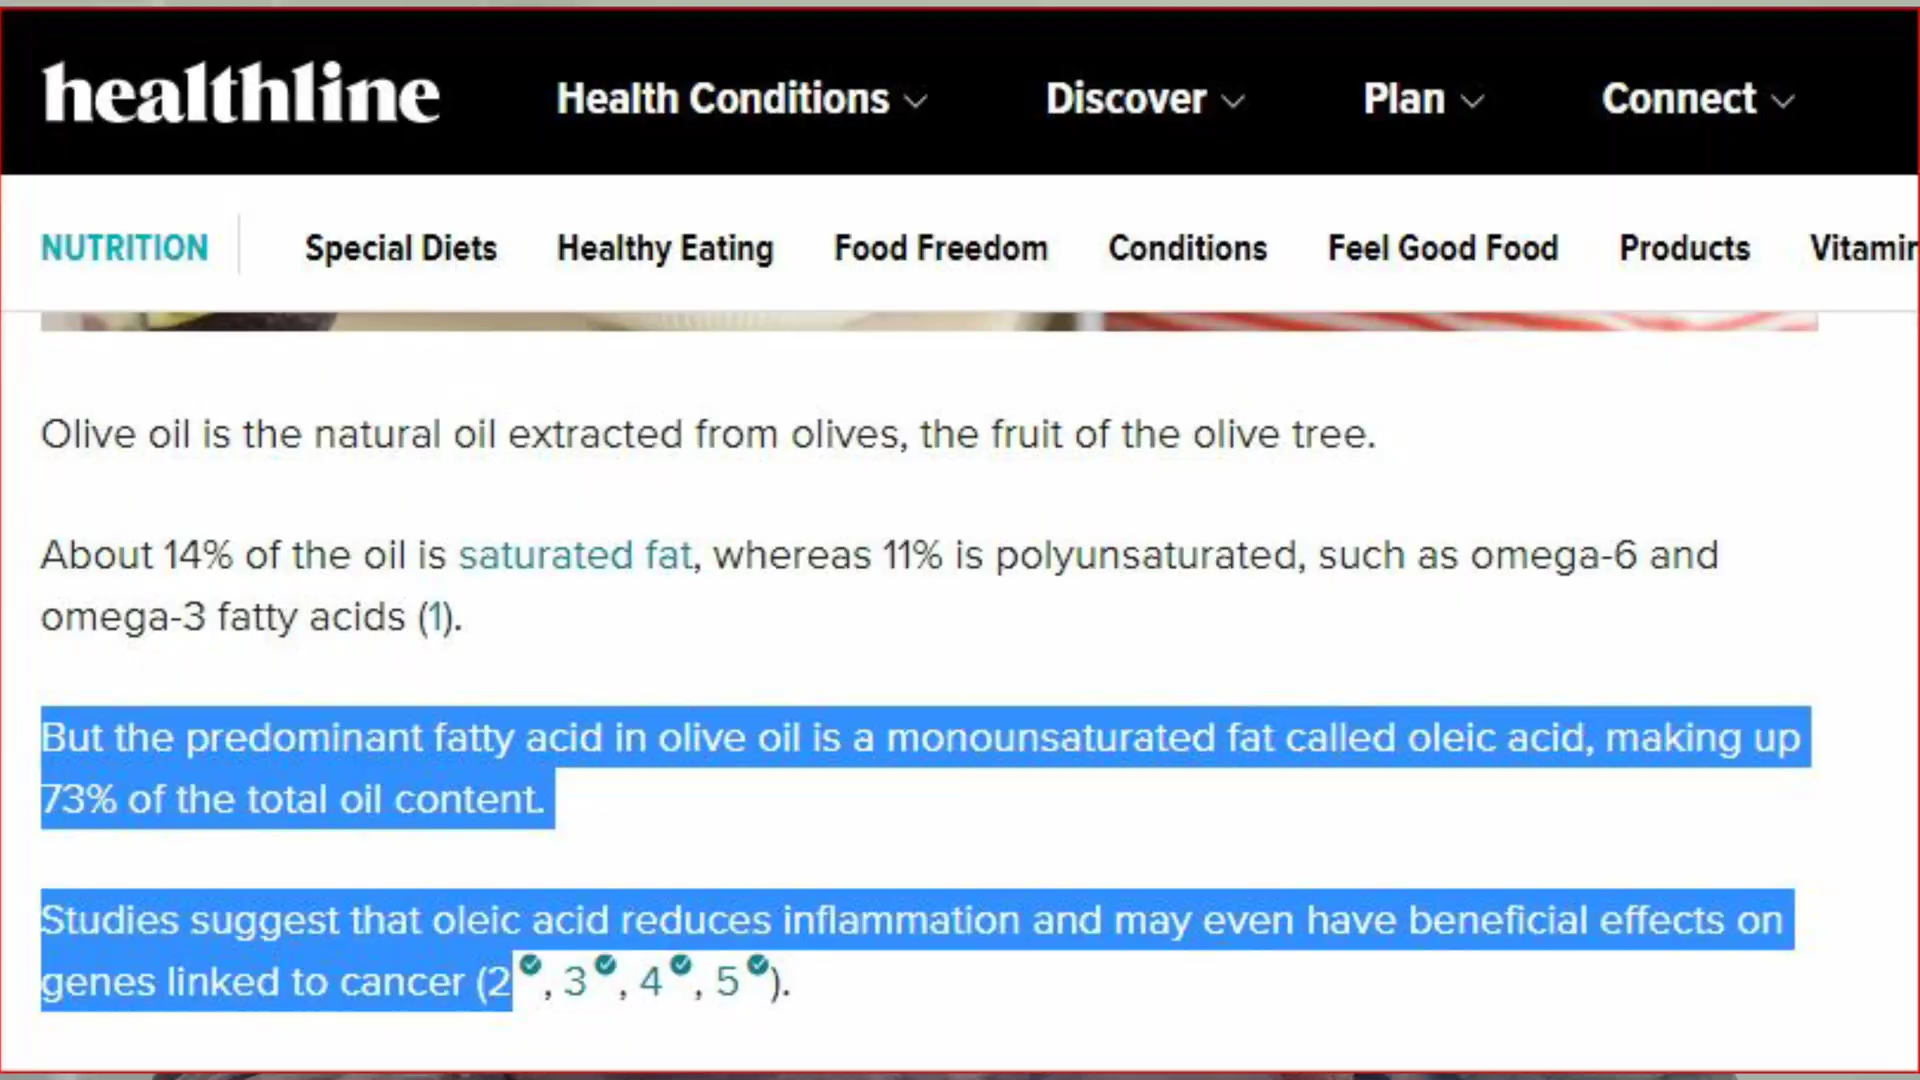 healthline
Health Conditions Discover Plan Connect
NUTRITION Special Diets Healthy Eating Food Freedom Conditions Feel Good Food Products Vitamin
Olive oil is the natural oil extracted from olives, the fruit of the olive tree.
About 14% of the oil is saturated fat, whereas 11% is polyunsaturated, such as omega-6 and
omega-3 fatty acids (1).
But the predominant fatty acid in olive oil is a monounsaturated fat called oleic acid, making up
73% of the total oil content.
Studies suggest that oleic acid reduces inflammation and may even have beneficial effects on
genes linked to cancer (2, 3, 4, 5).